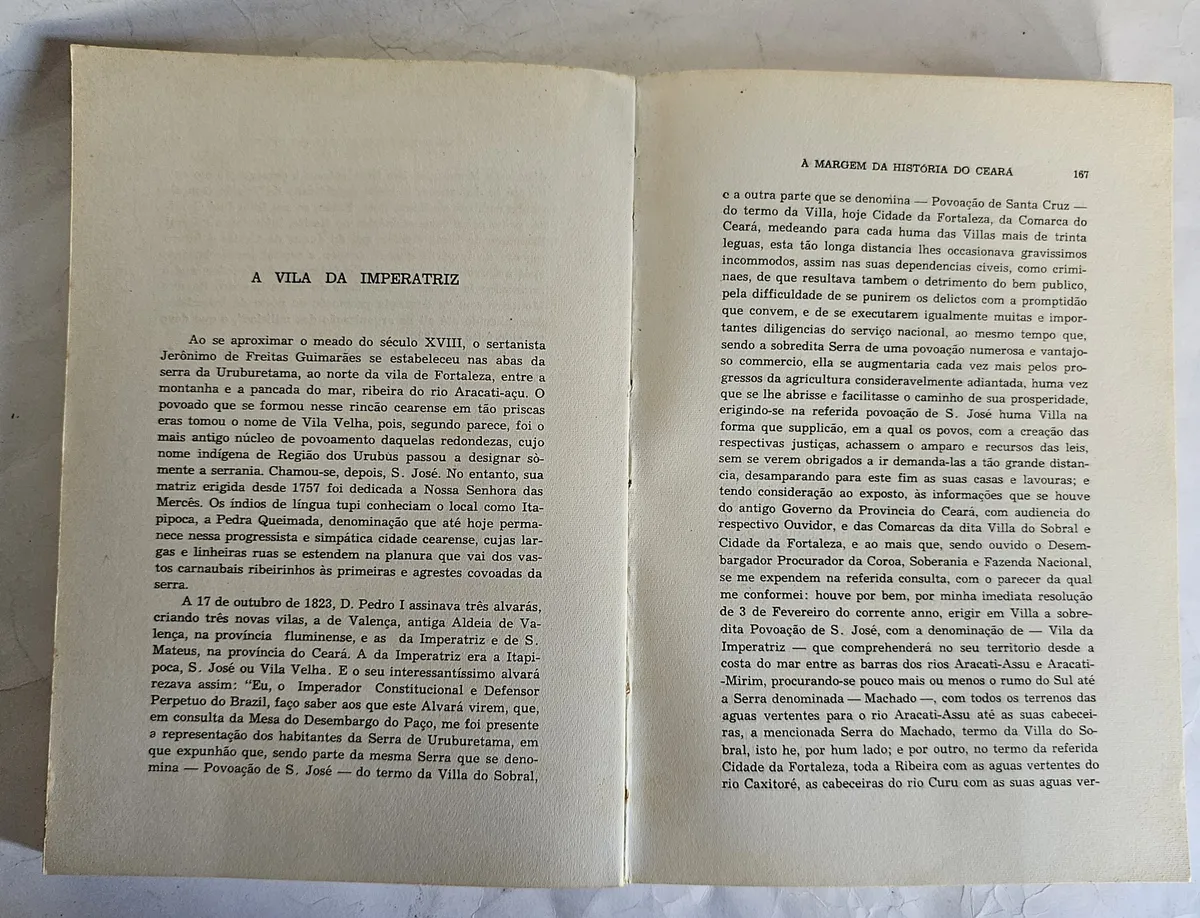 A VILA DA IMPERATRIZ
Ao se aproximar o meado do século XVIII, o sertanista
Jerônimo de Freitas Guimarães se estabeleceu nas abas da
serra da Uruburetama, ao norte da vila de Fortaleza, entre a
montanha e a pancada do mar, ribeira do rio Aracati-açu. O
povoado que se formou nesse rincão cearense em tão priscas
eras tomou o nome de Vila Velha, pois, segundo parece, foi o
mais antigo núcleo de povoamento daquelas redondezas, cujo
nome indígena de Região dos Urubus passou a designar sò-
mente a serrania. Chamou-se, depois, S. José. No entanto, sua
matriz erigida desde 1757 foi dedicada a Nossa Senhora das
Mercês. Os índios de língua tupi conheciam o local como Ita-
pipoca, a Pedra Queimada, denominação que até hoje perma-
nece nessa progressista e simpática cidade cearense, cujas lar-
gas e linheiras ruas se estendem na planura que vai dos vas-
tos carnaubais ribeirinhos às primeiras e agrestes covoadas da
serra.
A 17 de outubro de 1823, D. Pedro I assinava três alvarás,
criando três novas vilas, a de Valença, antiga Aldeia de Va-
lença, na província fluminense, e as da Imperatriz e de S.
Mateus, na província do Ceará. A da Imperatriz era a Itapi-
poca, S. José ou Vila Velha. E o seu interessantíssimo alvará
rezava assim: "Eu, o Imperador Constitucional e Defensor
Perpetuo do Brazil, faço saber aos que este Alvará virem, que,
em consulta da Mesa do Desembargo do Paço, me foi presente
a representação dos habitantes da Serra de Uruburetama, em
que expunhão que, sendo parte da mesma Serra que se deno-
mina — Povoação de S. José — do termo da Villa do Sobral,
À MARGEM DA HISTÓRIA DO CEARÁ 167
e a outra parte que se denomina — Povoação de Santa Cruz —
do termo da Villa, hoje Cidade da Fortaleza, da Comarca do
Ceará, medeando para cada huma das Villas mais de trinta
leguas, esta tão longa distancia lhes occasionava gravissimos
incommodos, assim nas suas dependencias civeis, como crimi-
naes, de que resultava tambem o detrimento do bem publico,
pela difficuldade de se punirem os delictos com a promptidão
que convem, e de se executarem igualmente muitas e impor-
tantes diligencias do serviço nacional, ao mesmo tempo que,
sendo a sobredita Serra de uma povoação numerosa e vantajo-
so commercio, ella se augmentaria cada vez mais pelos pro-
gressos da agricultura consideravelmente adiantada, huma vez
que se lhe abrisse e facilitasse o caminho de sua prosperidade,
erigindo-se na referida povoação de S. José huma Villa na
forma que supplicão, em a qual os povos, com a creação das
respectivas justiças, achassem o amparo e recursos das leis,
sem se verem obrigados a ir demanda-las a tão grande distan-
cia, desamparando para este fim as suas casas e lavouras; e
tendo consideração ao exposto, às informações que se houve
do antigo Governo da Provincia do Ceará, com audiencia do
respectivo Ouvidor, e das Comarcas da dita Villa do Sobral e
Cidade da Fortaleza, e ao mais que, sendo ouvido o Desem-
bargador Procurador da Coroa, Soberania e Fazenda Nacional,
se me expendem na referida consulta, com o parecer da qual
me conformei: houve por bem, por minha imediata resolução
de 3 de Fevereiro do corrente anno, erigir em Villa a sobre-
dita Povoação de S. José, com a denominação de — Vila da
Imperatriz — que comprehenderá no seu territorio desde a
costa do mar entre as barras dos rios Aracati-Assu e Aracati-
-Mirim, procurando-se pouco mais ou menos o rumo do Sul até
a Serra denominada — Machado —, com todos os terrenos das
aguas vertentes para o rio Aracati-Assu até as suas cabecei-
ras, a mencionada Serra do Machado, termo da Villa do So-
bral, isto he, por hum lado; e por outro, no termo da referida
Cidade da Fortaleza, toda a Ribeira com as aguas vertentes do
rio Caxitoré, as cabeceiras do rio Curu com as suas aguas ver-